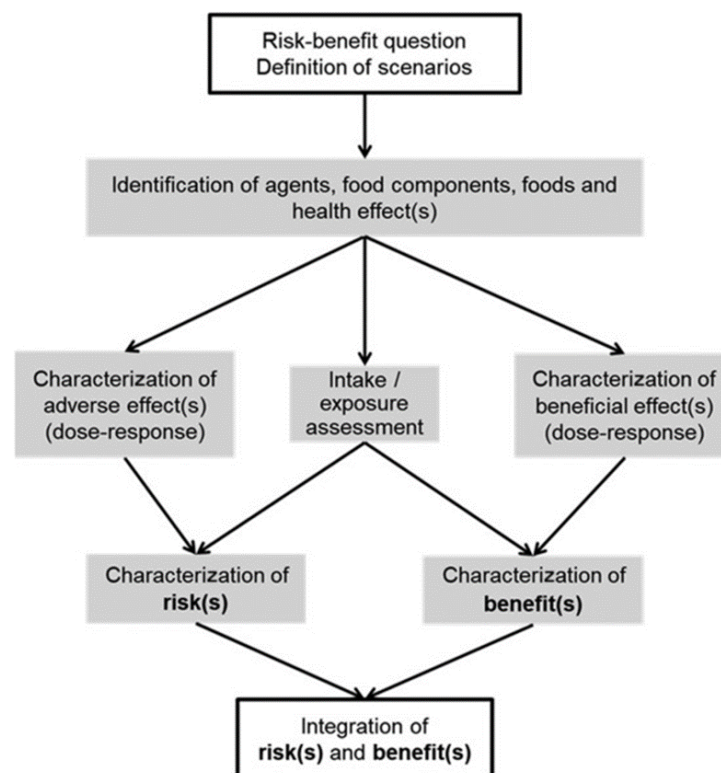 Risk-benefit question
Definition of scenarios
Identification of agents, food components, foods and
health effect(s)
Characterization of
adverse effect(s)
(dose-response)
Intake /
exposure
assessment
Characterization of
beneficial effect(s)
(dose-response)
Characterization of
risk(s)
Characterization of
benefit(s)
Integration of
risk(s) and benefit(s)